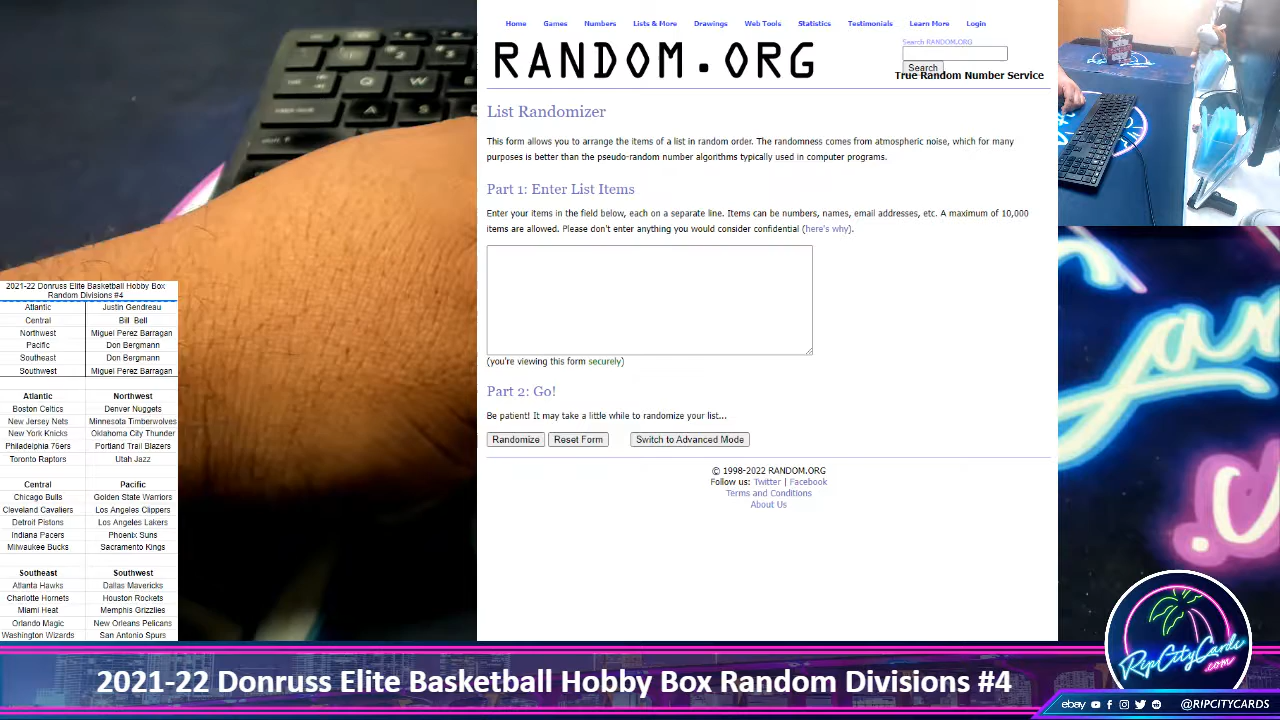 Home Games Numbers Lists & More Drawings Web Tools Statistics Testimonials Learn More Login
RANDOM.ORG
Search RANDOM.ORG
Search
True Random Number Service
List Randomizer
This form allows you to arrange the items of a list in random order. The randomness comes from atmospheric noise, which for many
purposes is better than the pseudo-random number algorithms typically used in computer programs.
Part 1: Enter List Items
Enter your items in the field below, each on a separate line. Items can be numbers, names, email addresses, etc. A maximum of 10,000
items are allowed. Please don't enter anything you would consider confidential (here's why).
(you're viewing this form securely)
Part 2: Go!
Be patient! It may take a little while to randomize your list...
Randomize Reset Form Switch to Advanced Mode
© 1998-2022 RANDOM.ORG
Follow us: Twitter | Facebook
Terms and Conditions
About Us
2021-22 Donruss Elite Basketball Hobby Box
Random Divisions #4
Atlantic Justin Gendreau
Central Bill Bell
Northwest Miguel Perez Barragan
Pacific Don Bergmann
Southeast Don Bergmann
Southwest Miguel Perez Barragan
Atlantic Northwest
Boston Celtics Denver Nuggets
New Jersey Nets Minnesota Timberwolves
New York Knicks Oklahoma City Thunder
Philadelphia 76ers Portland Trail Blazers
Toronto Raptors Utah Jazz
Central Pacific
Chicago Bulls Golden State Warriors
Cleveland Cavaliers Los Angeles Clippers
Detroit Pistons Los Angeles Lakers
Indiana Pacers Phoenix Suns
Milwaukee Bucks Sacramento Kings
Southeast Southwest
Atlanta Hawks Dallas Mavericks
Charlotte Hornets Houston Rockets
Miami Heat Memphis Grizzlies
Orlando Magic New Orleans Pelicans
Washington Wizards San Antonio Spurs
Q W
A S
RipCityCards
.com
2021-22 Donruss Elite Basketball Hobby Box Random Divisions #4
ebay @RIPCITYCARDS